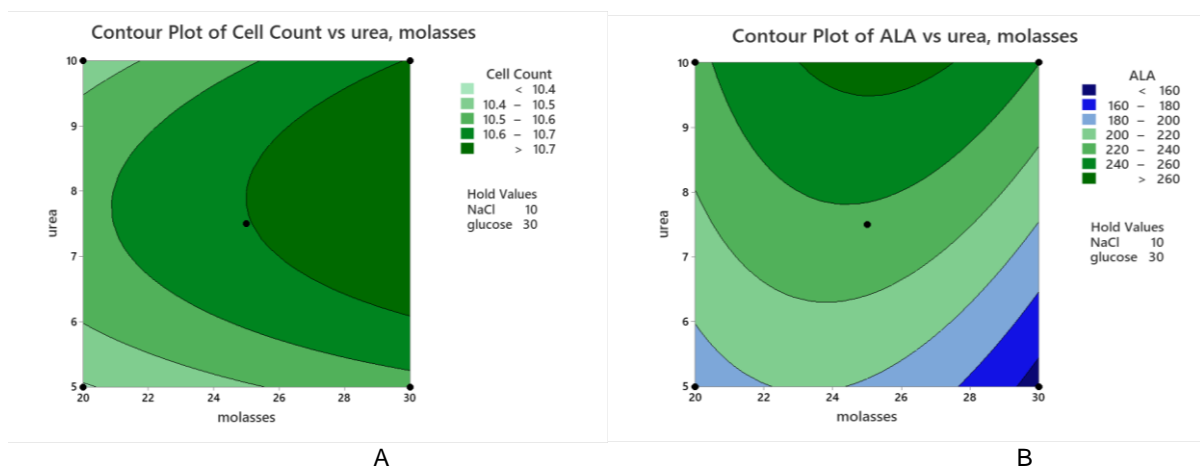 Contour Plot of Cell Count vs urea, molasses
10
9
8
7
6
5
urea
20 22 24 26 28 30
molasses
Cell Count
< 10.4
10.4 – 10.5
10.5 – 10.6
10.6 – 10.7
> 10.7
Hold Values
NaCl 10
glucose 30
A
Contour Plot of ALA vs urea, molasses
10
9
8
7
6
5
urea
20 22 24 26 28 30
molasses
ALA
< 160
160 – 180
180 – 200
200 – 220
220 – 240
240 – 260
> 260
Hold Values
NaCl 10
glucose 30
B